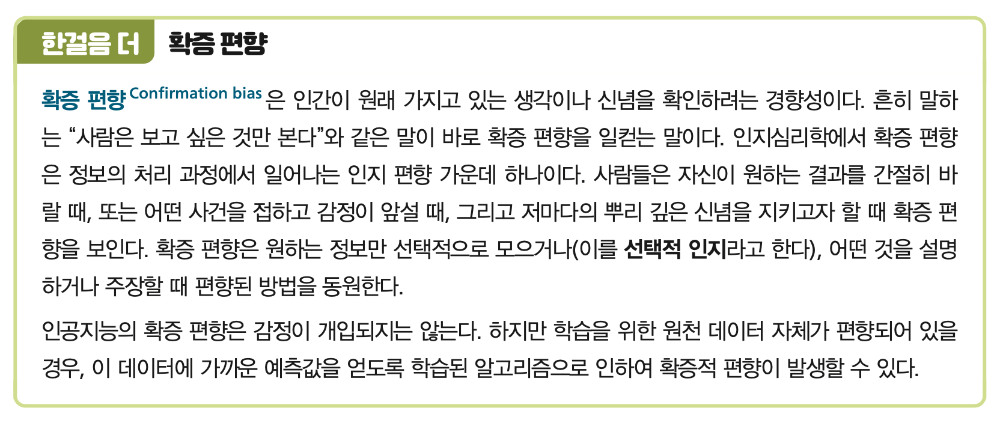 한걸음 더 확증 편향
확증 편향 Confirmation bias 은 인간이 원래 가지고 있는 생각이나 신념을 확인하려는 경향성이다. 흔히 말하
는 “사람은 보고 싶은 것만 본다”와 같은 말이 바로 확증 편향을 일컫는 말이다. 인지심리학에서 확증 편향
은 정보의 처리 과정에서 일어나는 인지 편향 가운데 하나이다. 사람들은 자신이 원하는 결과를 간절히 바
랄 때, 또는 어떤 사건을 접하고 감정이 앞설 때, 그리고 저마다의 뿌리 깊은 신념을 지키고자 할 때 확증 편
향을 보인다. 확증 편향은 원하는 정보만 선택적으로 모으거나(이를 선택적 인지라고 한다), 어떤 것을 설명
하거나 주장할 때 편향된 방법을 동원한다.
인공지능의 확증 편향은 감정이 개입되지는 않는다. 하지만 학습을 위한 원천 데이터 자체가 편향되어 있을
경우, 이 데이터에 가까운 예측값을 얻도록 학습된 알고리즘으로 인하여 확증적 편향이 발생할 수 있다.